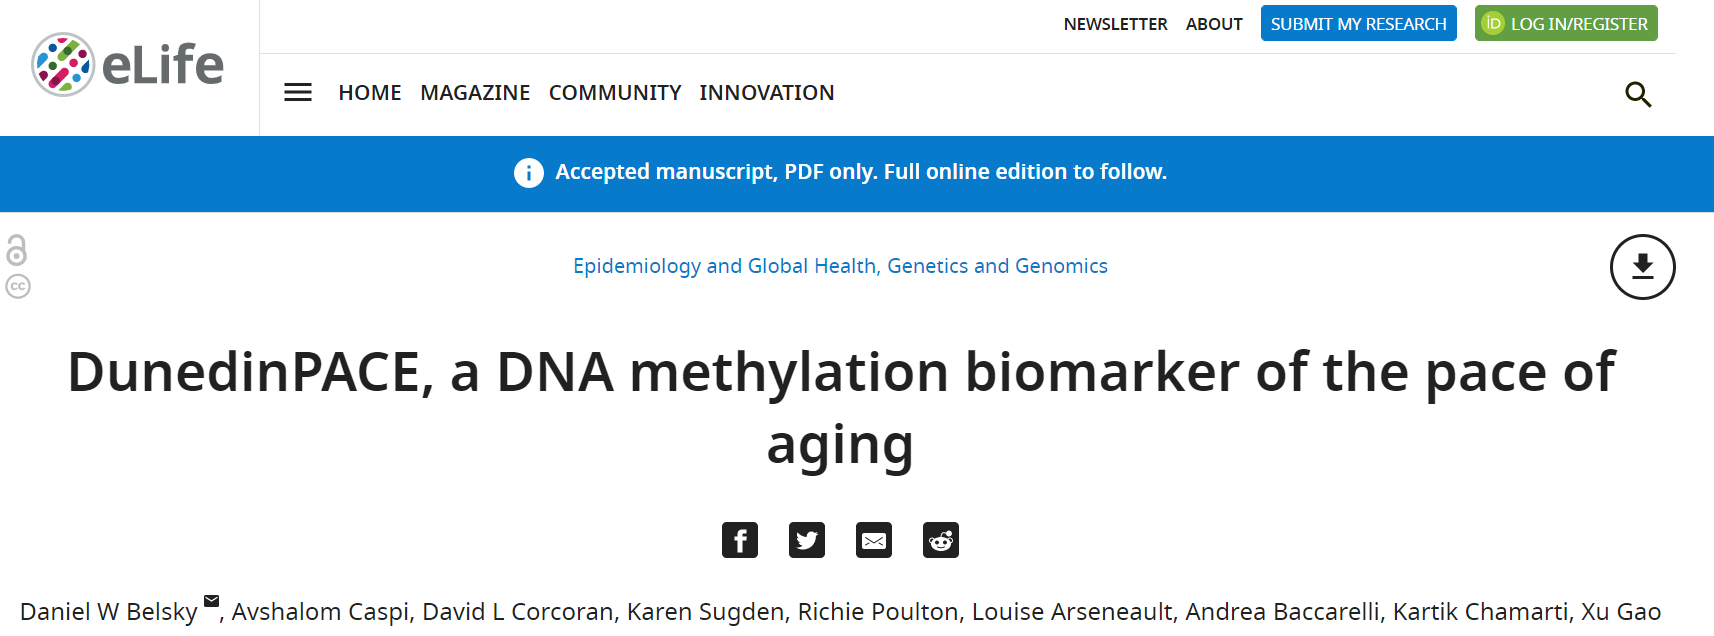 eLife
NEWSLETTER ABOUT SUBMIT MY RESEARCH iD LOG IN/REGISTER
HOME MAGAZINE COMMUNITY INNOVATION
i Accepted manuscript, PDF only. Full online edition to follow.
Epidemiology and Global Health, Genetics and Genomics
cc
DunedinPACE, a DNA methylation biomarker of the pace of
aging
Daniel W Belsky, Avshalom Caspi, David L Corcoran, Karen Sugden, Richie Poulton, Louise Arseneault, Andrea Baccarelli, Kartik Chamarti, Xu Gao